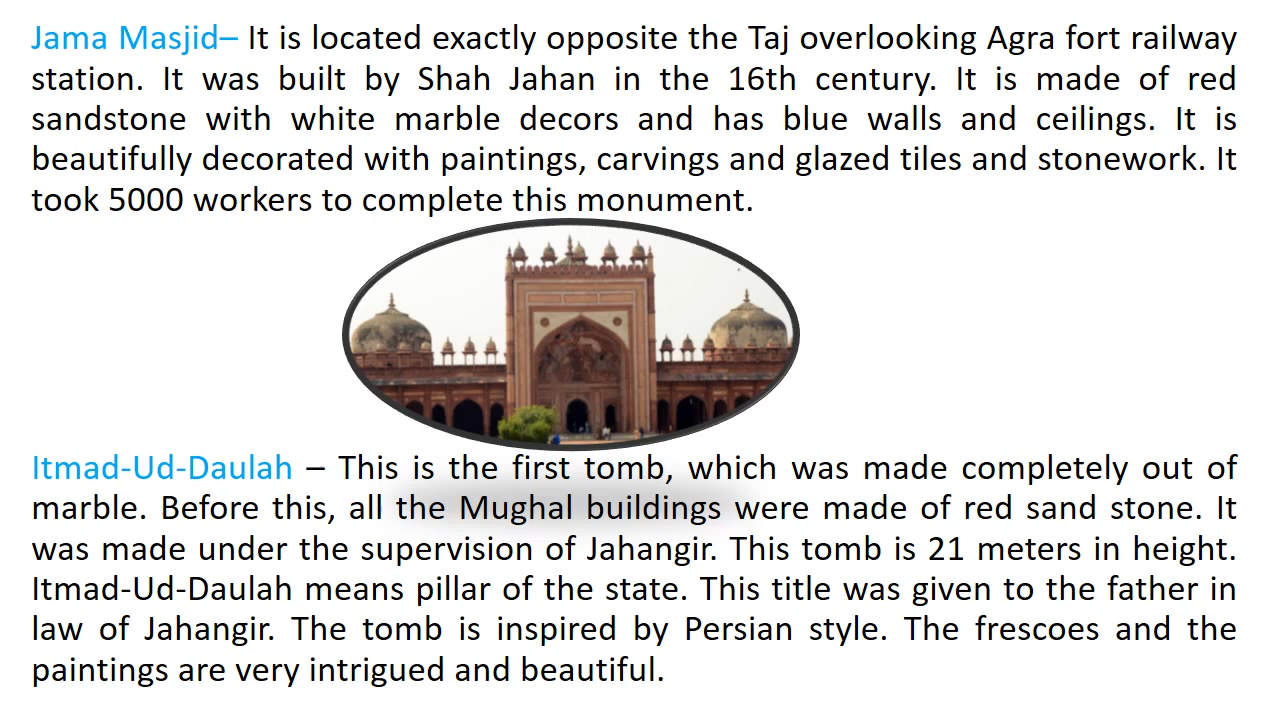 Jama Masjid– It is located exactly opposite the Taj overlooking Agra fort railway
station. It was built by Shah Jahan in the 16th century. It is made of red
sandstone with white marble decors and has blue walls and ceilings. It is
beautifully decorated with paintings, carvings and glazed tiles and stonework. It
took 5000 workers to complete this monument.
Itmad-Ud-Daulah – This is the first tomb, which was made completely out of
marble. Before this, all the Mughal buildings were made of red sand stone. It
was made under the supervision of Jahangir. This tomb is 21 meters in height.
Itmad-Ud-Daulah means pillar of the state. This title was given to the father in
law of Jahangir. The tomb is inspired by Persian style. The frescoes and the
paintings are very intrigued and beautiful.